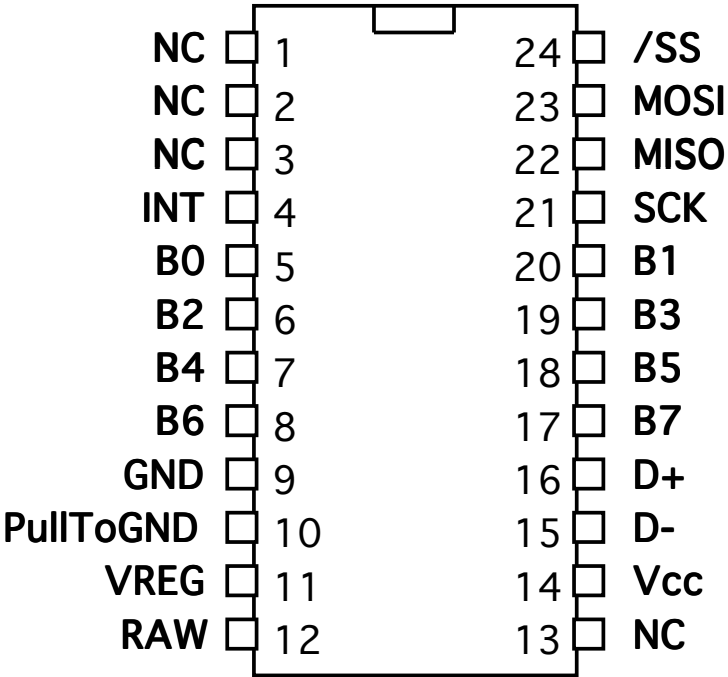 NC 1 24 /SS
NC 2 23 MOSI
NC 3 22 MISO
INT 4 21 SCK
B0 5 20 B1
B2 6 19 B3
B4 7 18 B5
B6 8 17 B7
GND 9 16 D+
PullToGND 10 15 D-
VREG 11 14 Vcc
RAW 12 13 NC